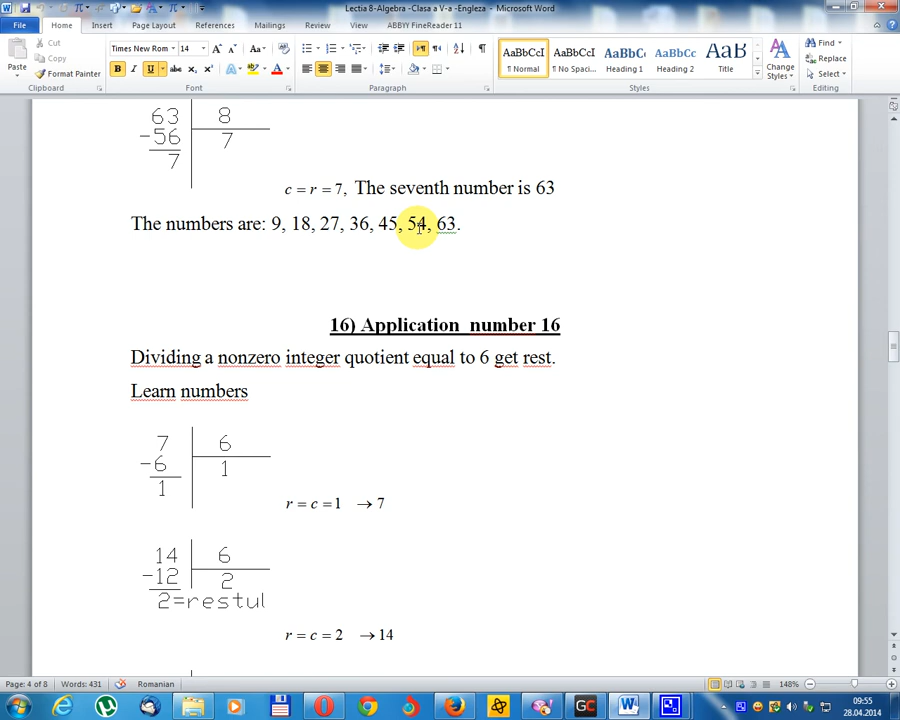 Lectia 8-Algebra -Clasa a V-a -Engleza - Microsoft Word
File Home Insert Page Layout References Mailings Review View ABBYY FineReader 11
Cut
Copy
Format Painter
Paste
Clipboard
Times New Rom 14
B I U abc x₂ x²
Font
Paragraph
AaBbCcI AaBbCcI AaBbC AaBbCc AaB
¶ Normal ¶ No Spaci... Heading 1 Heading 2 Title
Change Styles
Styles
Find
Replace
Select
Editing
63 8
-56 7
7
c = r = 7, The seventh number is 63
The numbers are: 9, 18, 27, 36, 45, 54, 63.
16) Application number 16
Dividing a nonzero integer quotient equal to 6 get rest.
Learn numbers
7 6
-6 1
1
r = c = 1 → 7
14 6
-12 2
2=restul
r = c = 2 → 14
Page: 4 of 8 Words: 431 Romanian 148%
09:55
28.04.2014